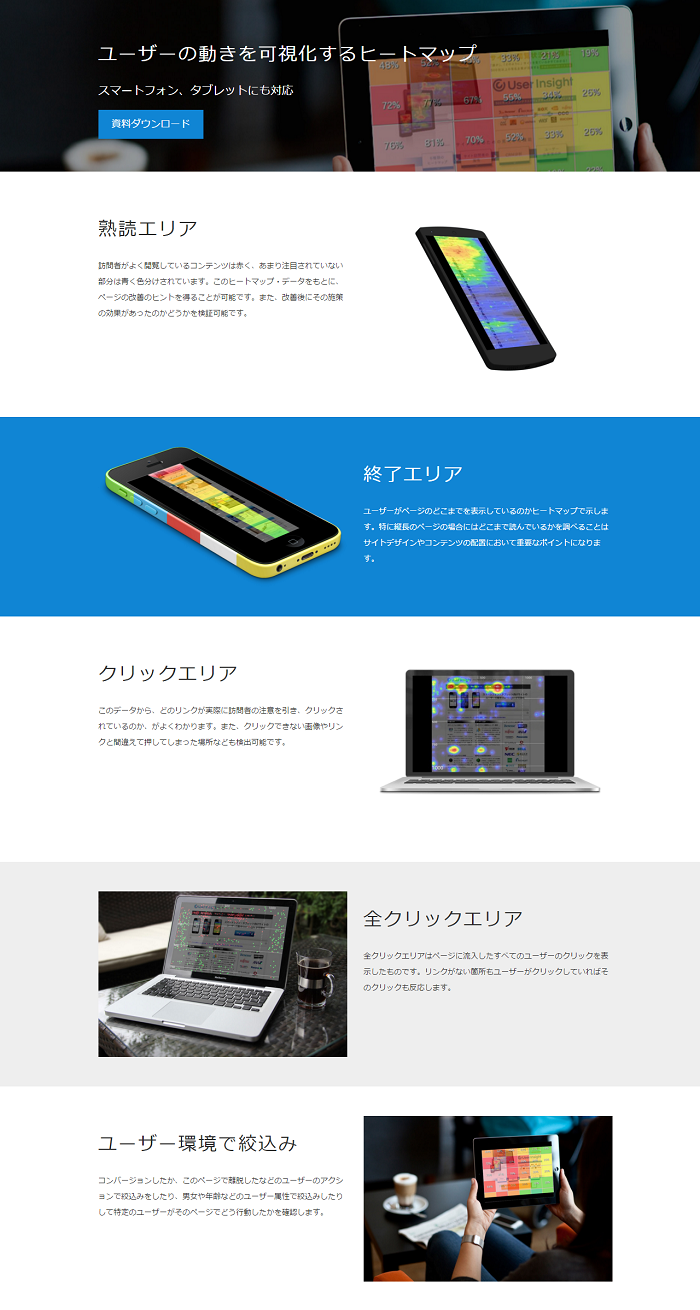 ユーザーの動きを可視化するヒートマップ
スマートフォン、タブレットにも対応
資料ダウンロード
48%
33%
21%
19%
User Insight
72%
77%
67%
55%
34%
26%
76%
81%
70%
52%
33%
26%
熟読エリア
訪問者がよく閲覧しているコンテンツは赤く、あまり注目されていない
部分は青く色分けされています。このヒートマップ・データをもとに、
ページの改善のヒントを得ることが可能です。また、改善後にその施策
の効果があったのかどうかを検証可能です。
終了エリア
ユーザーがページのどこまでを表示しているのかヒートマップで示しま
す。特に縦長のページの場合にはどこまで読んでいるかを調べることは
サイトデザインやコンテンツの配置において重要なポイントになりま
す。
クリックエリア
このデータから、どのリンクが実際に訪問者の注意を引き、クリックさ
れているのか、がよくわかります。また、クリックできない画像やリン
クと間違えて押してしまった場所なども検出可能です。
全クリックエリア
全クリックエリアはページに流入したすべてのユーザーのクリックを表
示したものです。リンクがない箇所もユーザーがクリックしていればそ
のクリックも反応します。
ユーザー環境で絞込み
コンバージョンしたか、このページで離脱したなどのユーザーのアクシ
ョンで絞込みをしたり、男女や年齢などのユーザー属性で絞込みしたり
して特定のユーザーがそのページでどう行動したかを確認します。